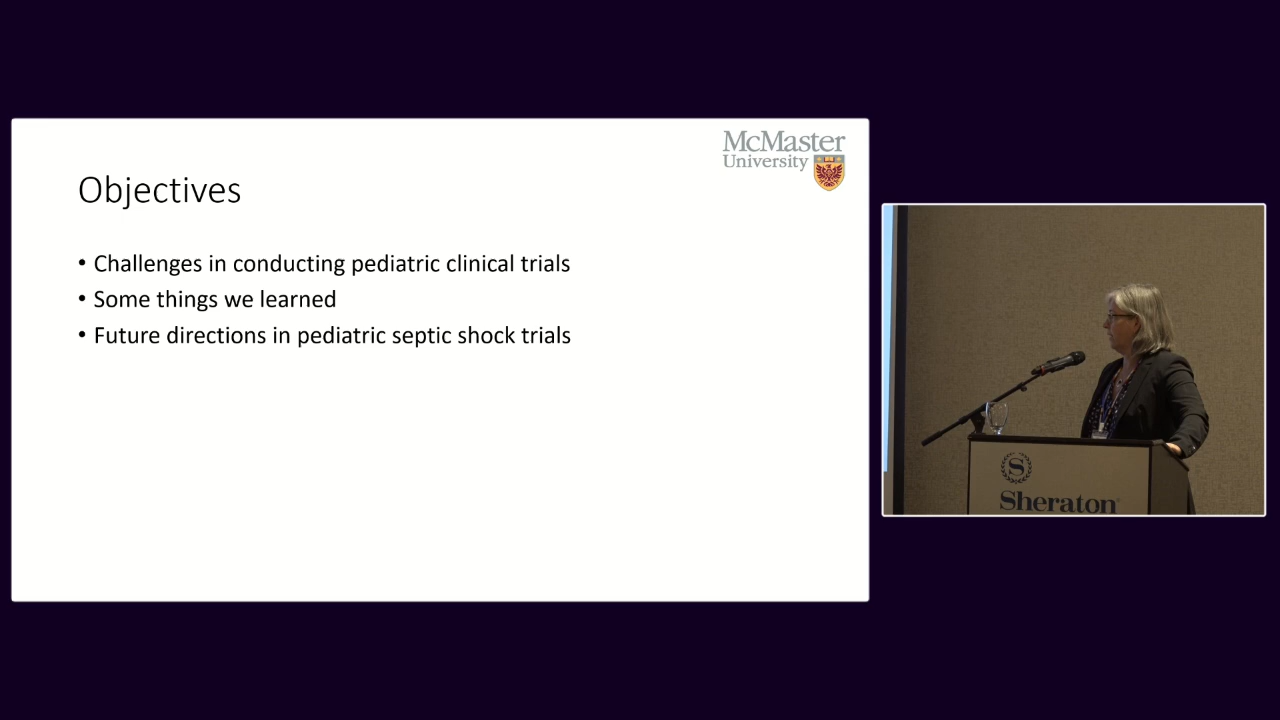 McMaster
University
Objectives
• Challenges in conducting pediatric clinical trials
• Some things we learned
• Future directions in pediatric septic shock trials
S
Sheraton